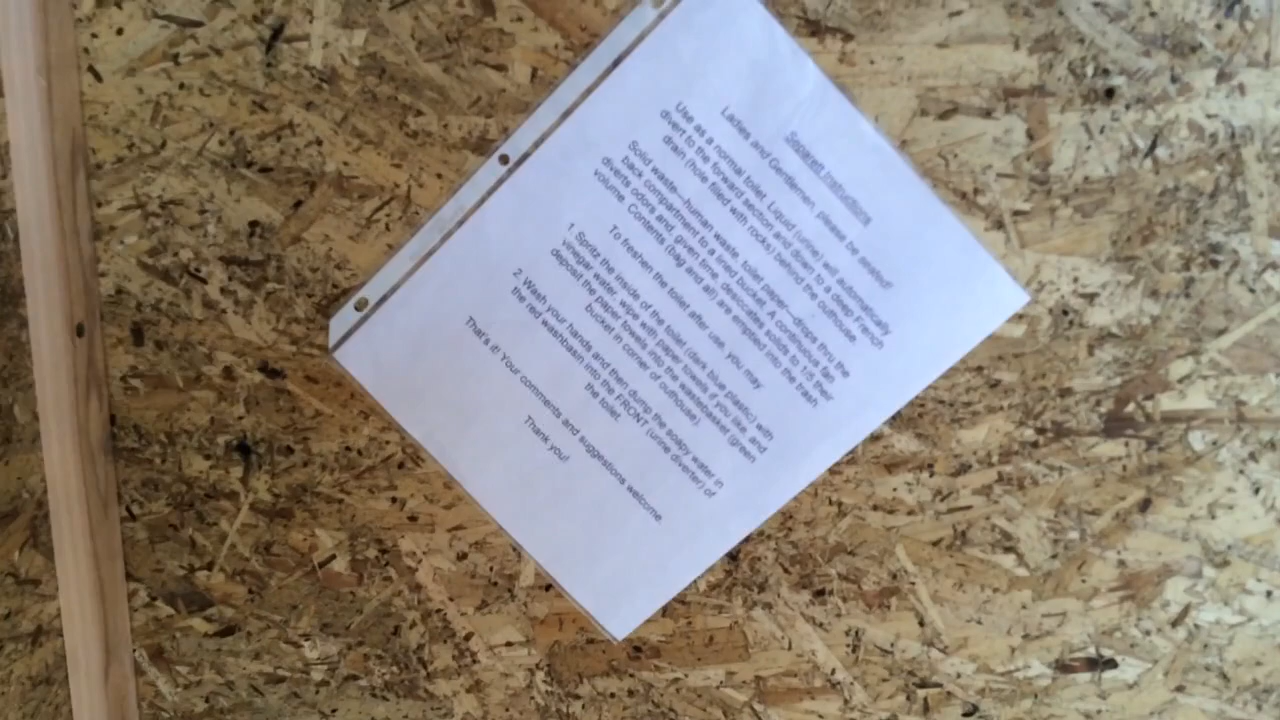 Separett Instructions
Ladies and Gentlemen, please be seated!
Use as a normal toilet. Liquid (urine) will automatically
divert to the forward section and down to a deep French
drain (hole filled with rocks) behind the outhouse.
Solid waste—human waste, toilet paper—drops thru the
back compartment to a lined bucket. A continuous fan
diverts odors and, given time, desiccates solids to 1/5 their
volume. Contents (bag and all) are emptied into the trash
To freshen the toilet after use, you may
1. Spritz the inside of the toilet (dark blue plastic) with
vinegar water, wipe with paper towels if you like, and
deposit the paper towels into the wastebasket (green
bucket in corner of outhouse).
2. Wash your hands and then dump the soapy water in
the red washbasin into the FRONT (urine diverter) of
the toilet.
That's it! Your comments and suggestions welcome.
Thank you!